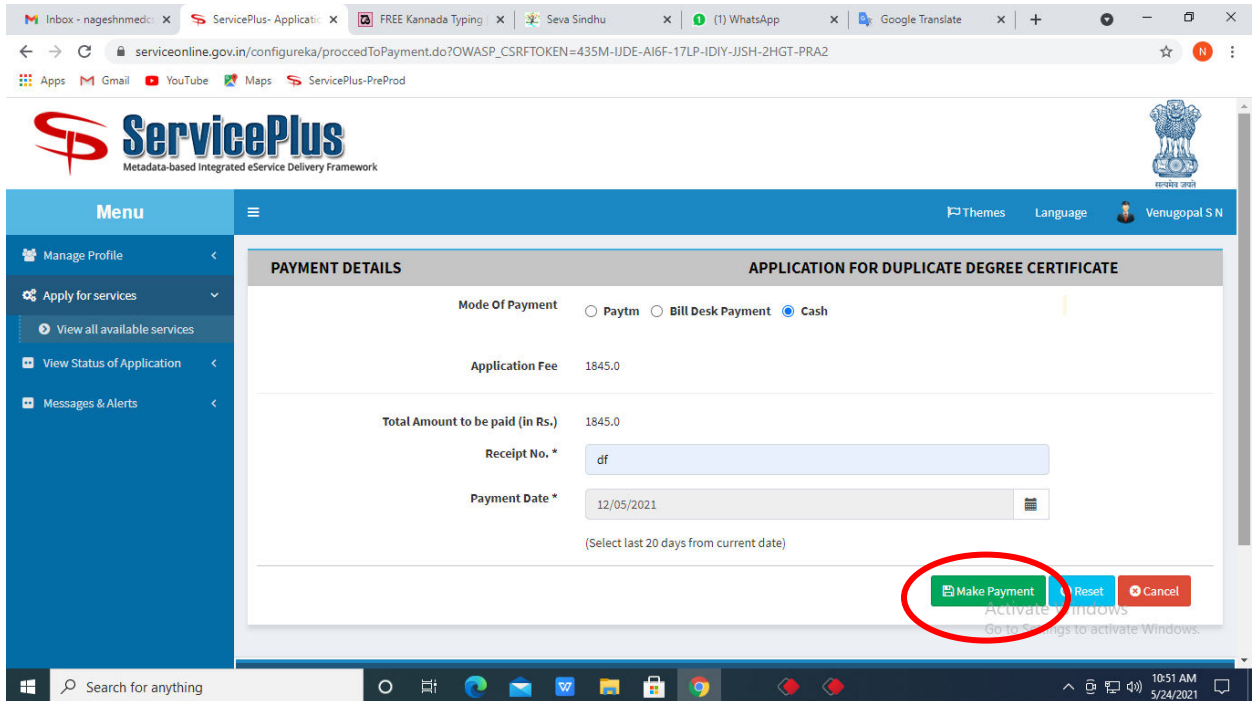 Inbox - nageshnmedc
ServicePlus- Applicatio
FREE Kannada Typing
Seva Sindhu
(1) WhatsApp
Google Translate
serviceonline.gov.in/configureka/proccedToPayment.do?OWASP_CSRFTOKEN=435M-IJDE-AI6F-17LP-IDIY-JJSH-2HGT-PRA2
N
Apps Gmail YouTube Maps ServicePlus-PreProd
ServicePlus
Metadata-based Integrated eService Delivery Framework
सत्यमेव जयते
Menu
Themes Language Venugopal S N
Manage Profile
Apply for services
View all available services
View Status of Application
Messages & Alerts
PAYMENT DETAILS APPLICATION FOR DUPLICATE DEGREE CERTIFICATE
Mode Of Payment Paytm Bill Desk Payment Cash
Application Fee 1845.0
Total Amount to be paid (in Rs.) 1845.0
Receipt No. * df
Payment Date * 12/05/2021
(Select last 20 days from current date)
Make Payment Reset Cancel
Activate Windows
Go to Settings to activate Windows.
Search for anything
10:51 AM
5/24/2021